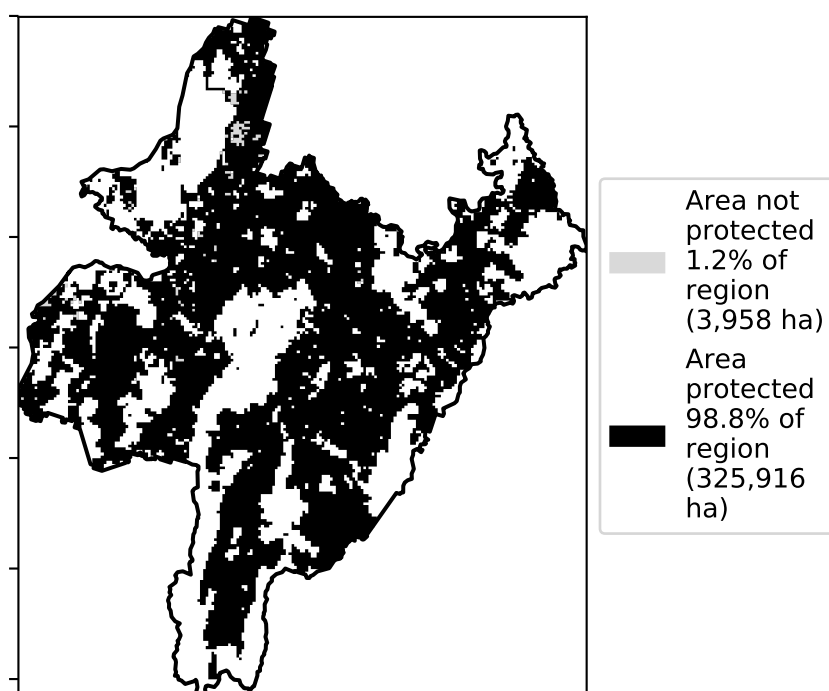 Area not
protected
1.2% of
region
(3,958 ha)
Area
protected
98.8% of
region
(325,916
ha)